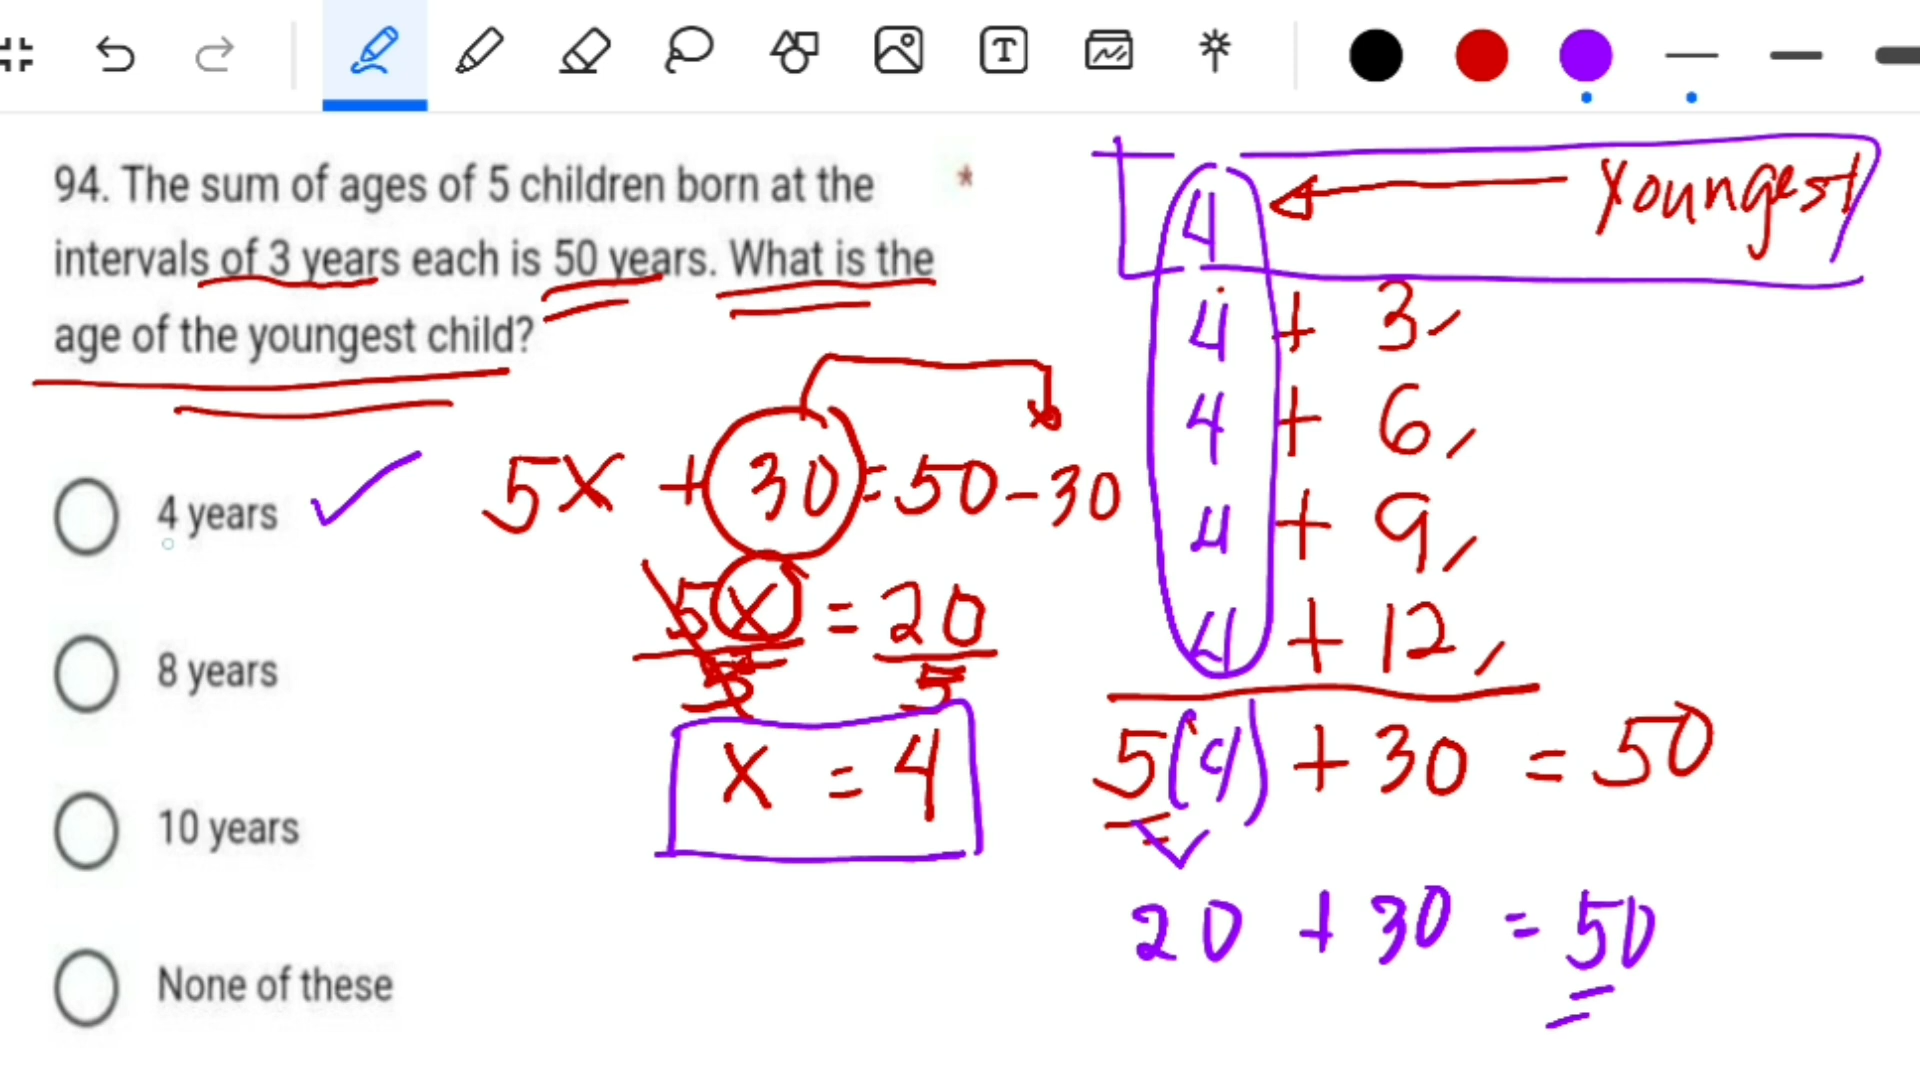 94. The sum of ages of 5 children born at the *
intervals of 3 years each is 50 years. What is the
age of the youngest child?
4 years
8 years
10 years
None of these
5x + 30 = 50 - 30
5x = 20
5 5
x = 4
4 Youngest
4 + 3,
4 + 6,
4 + 9,
4 + 12,
5(4) + 30 = 50
20 + 30 = 50
T